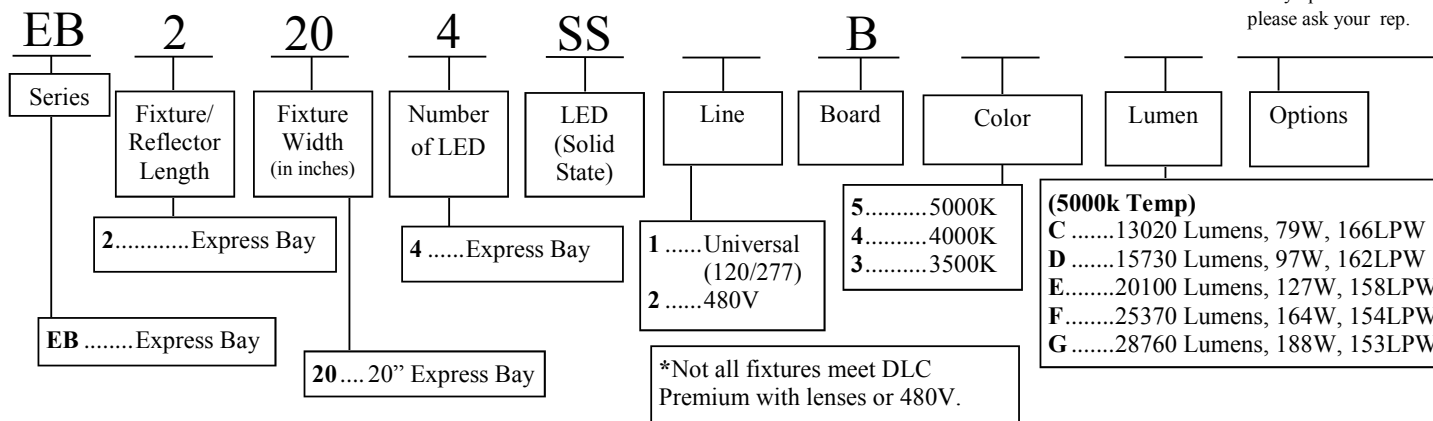 please ask your rep.
EB 2 20 4 SS B
Series
Fixture/
Reflector
Length
Fixture
Width
(in inches)
Number
of LED
LED
(Solid
State)
Line
Board
Color
Lumen
Options
2............Express Bay
4 ......Express Bay
1 ......Universal
(120/277)
2 ......480V
5..........5000K
4..........4000K
3..........3500K
(5000k Temp)
C .......13020 Lumens, 79W, 166LPW
D .......15730 Lumens, 97W, 162LPW
E........20100 Lumens, 127W, 158LPW
F........25370 Lumens, 164W, 154LPW
G .......28760 Lumens, 188W, 153LPW
EB ........Express Bay
20....20” Express Bay
*Not all fixtures meet DLC
Premium with lenses or 480V.